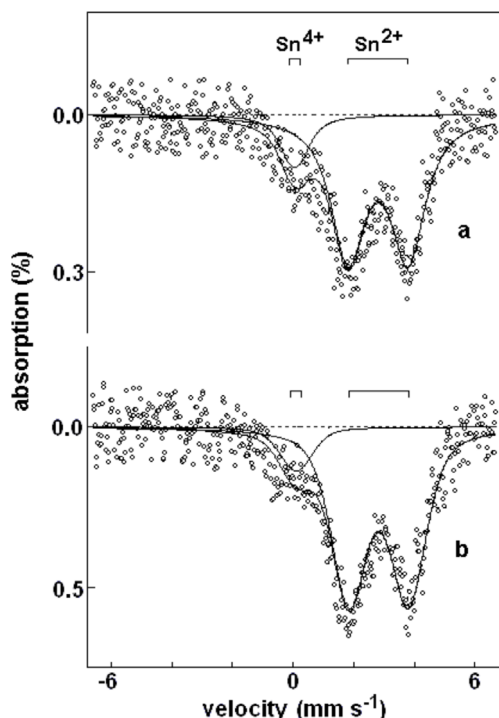 Sn4+ Sn2+
0.0
a
0.3
absorption (%)
0.0
b
0.5
-6 0 6
velocity (mm s-1)